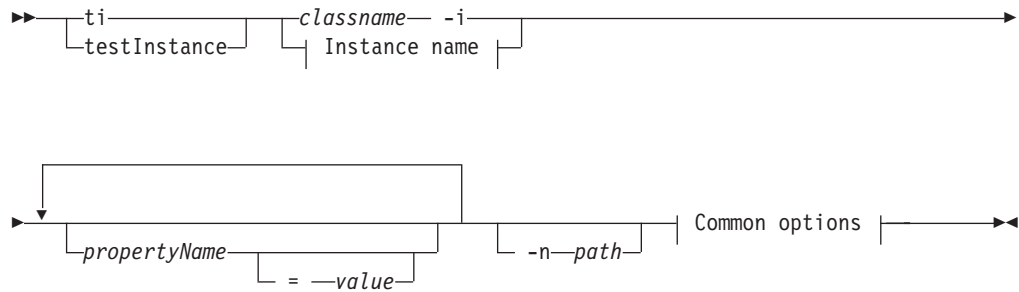 ti classname -i
testInstance Instance name
propertyName -n path Common options
= value